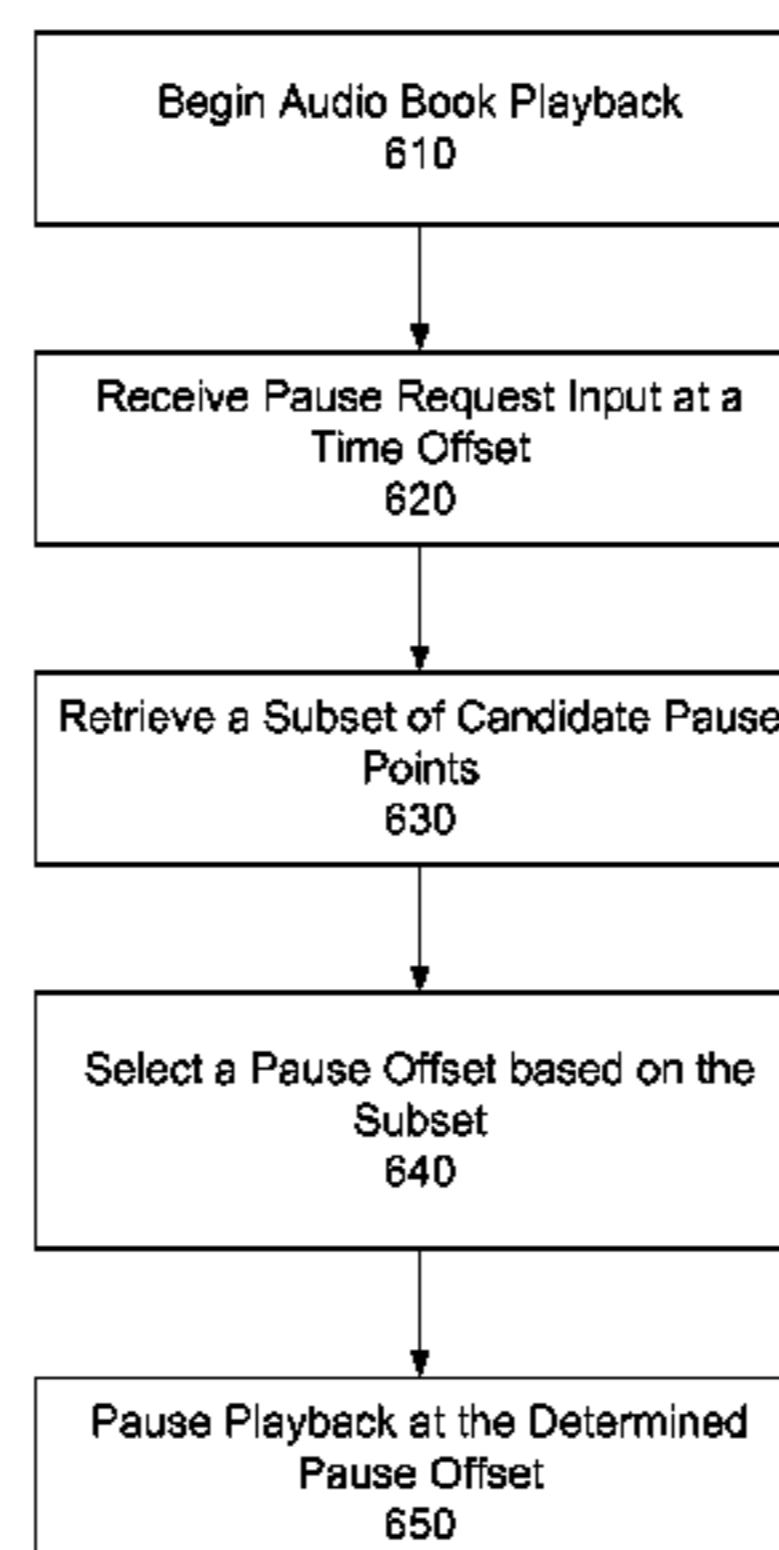 Begin Audio Book Playback
610
Receive Pause Request Input at a
Time Offset
620
Retrieve a Subset of Candidate Pause
Points
630
Select a Pause Offset based on the
Subset
640
Pause Playback at the Determined
Pause Offset
650